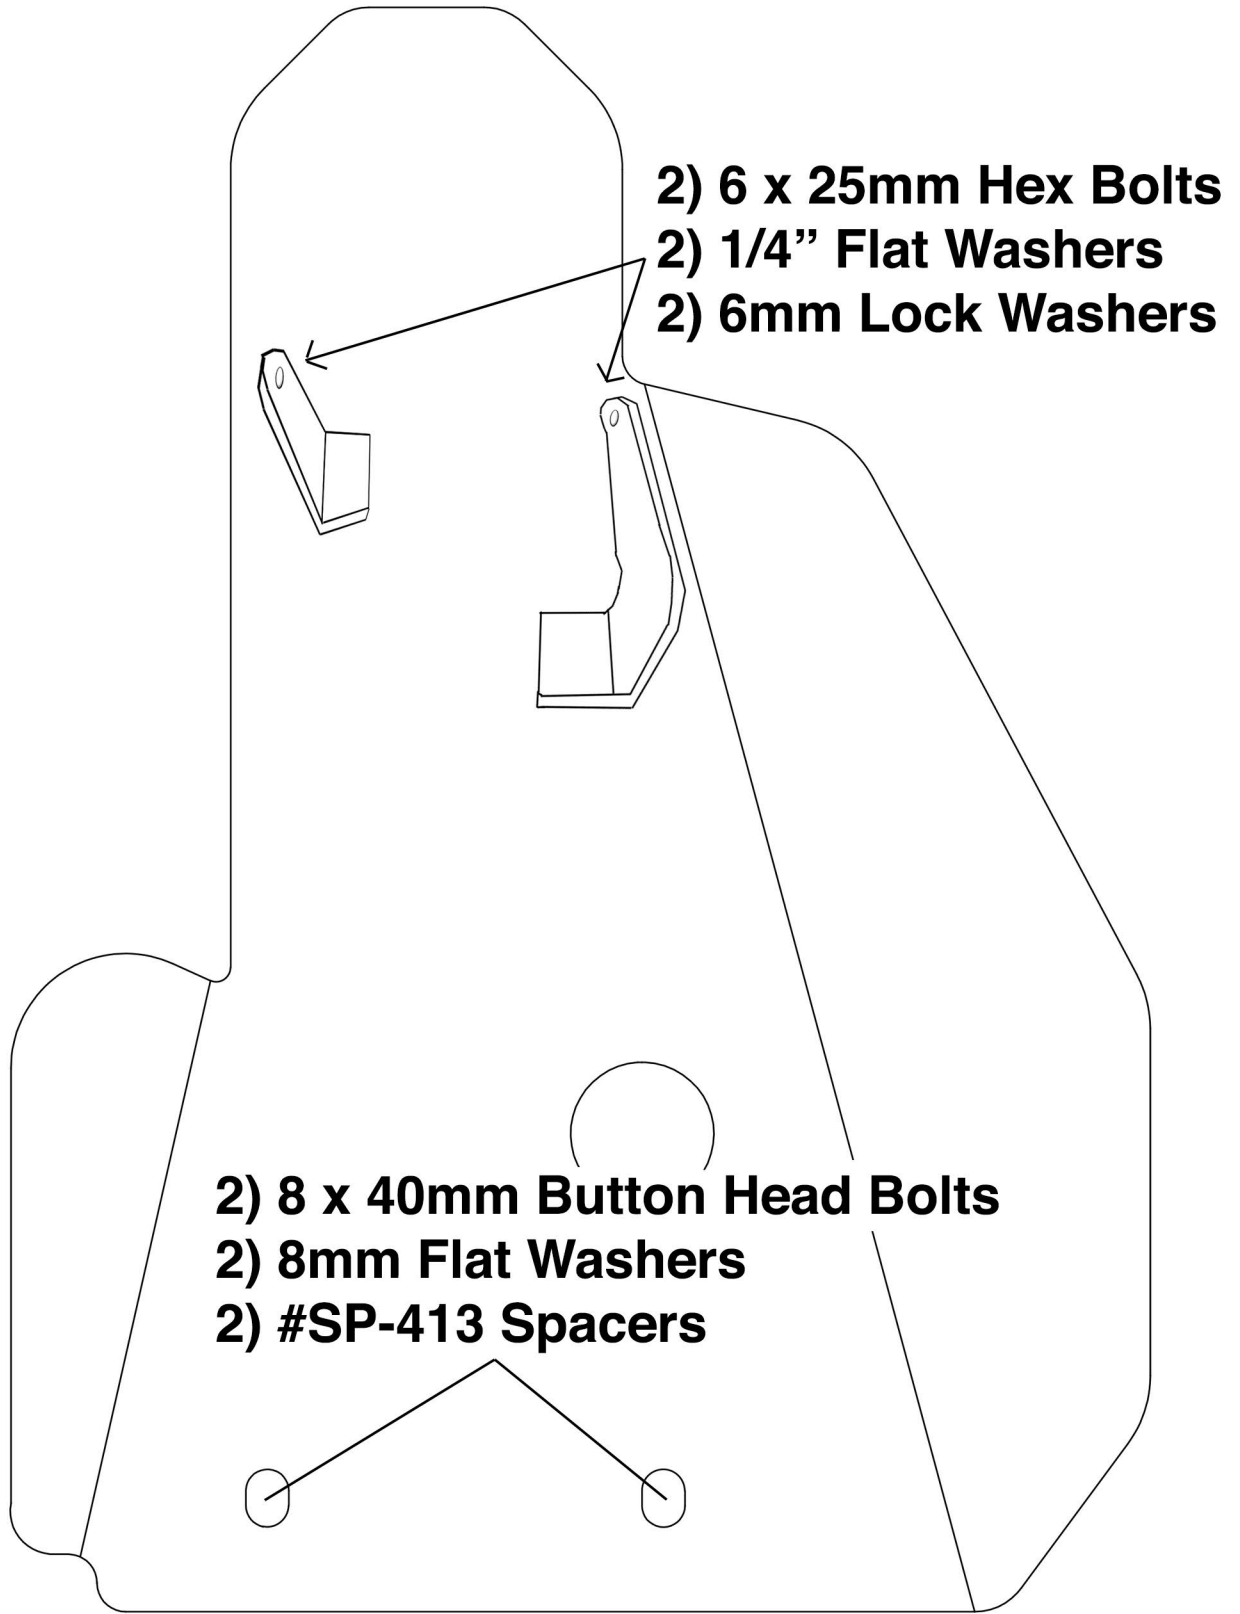 2) 6 x 25mm Hex Bolts
2) 1/4” Flat Washers
2) 6mm Lock Washers
2) 8 x 40mm Button Head Bolts
2) 8mm Flat Washers
2) #SP-413 Spacers